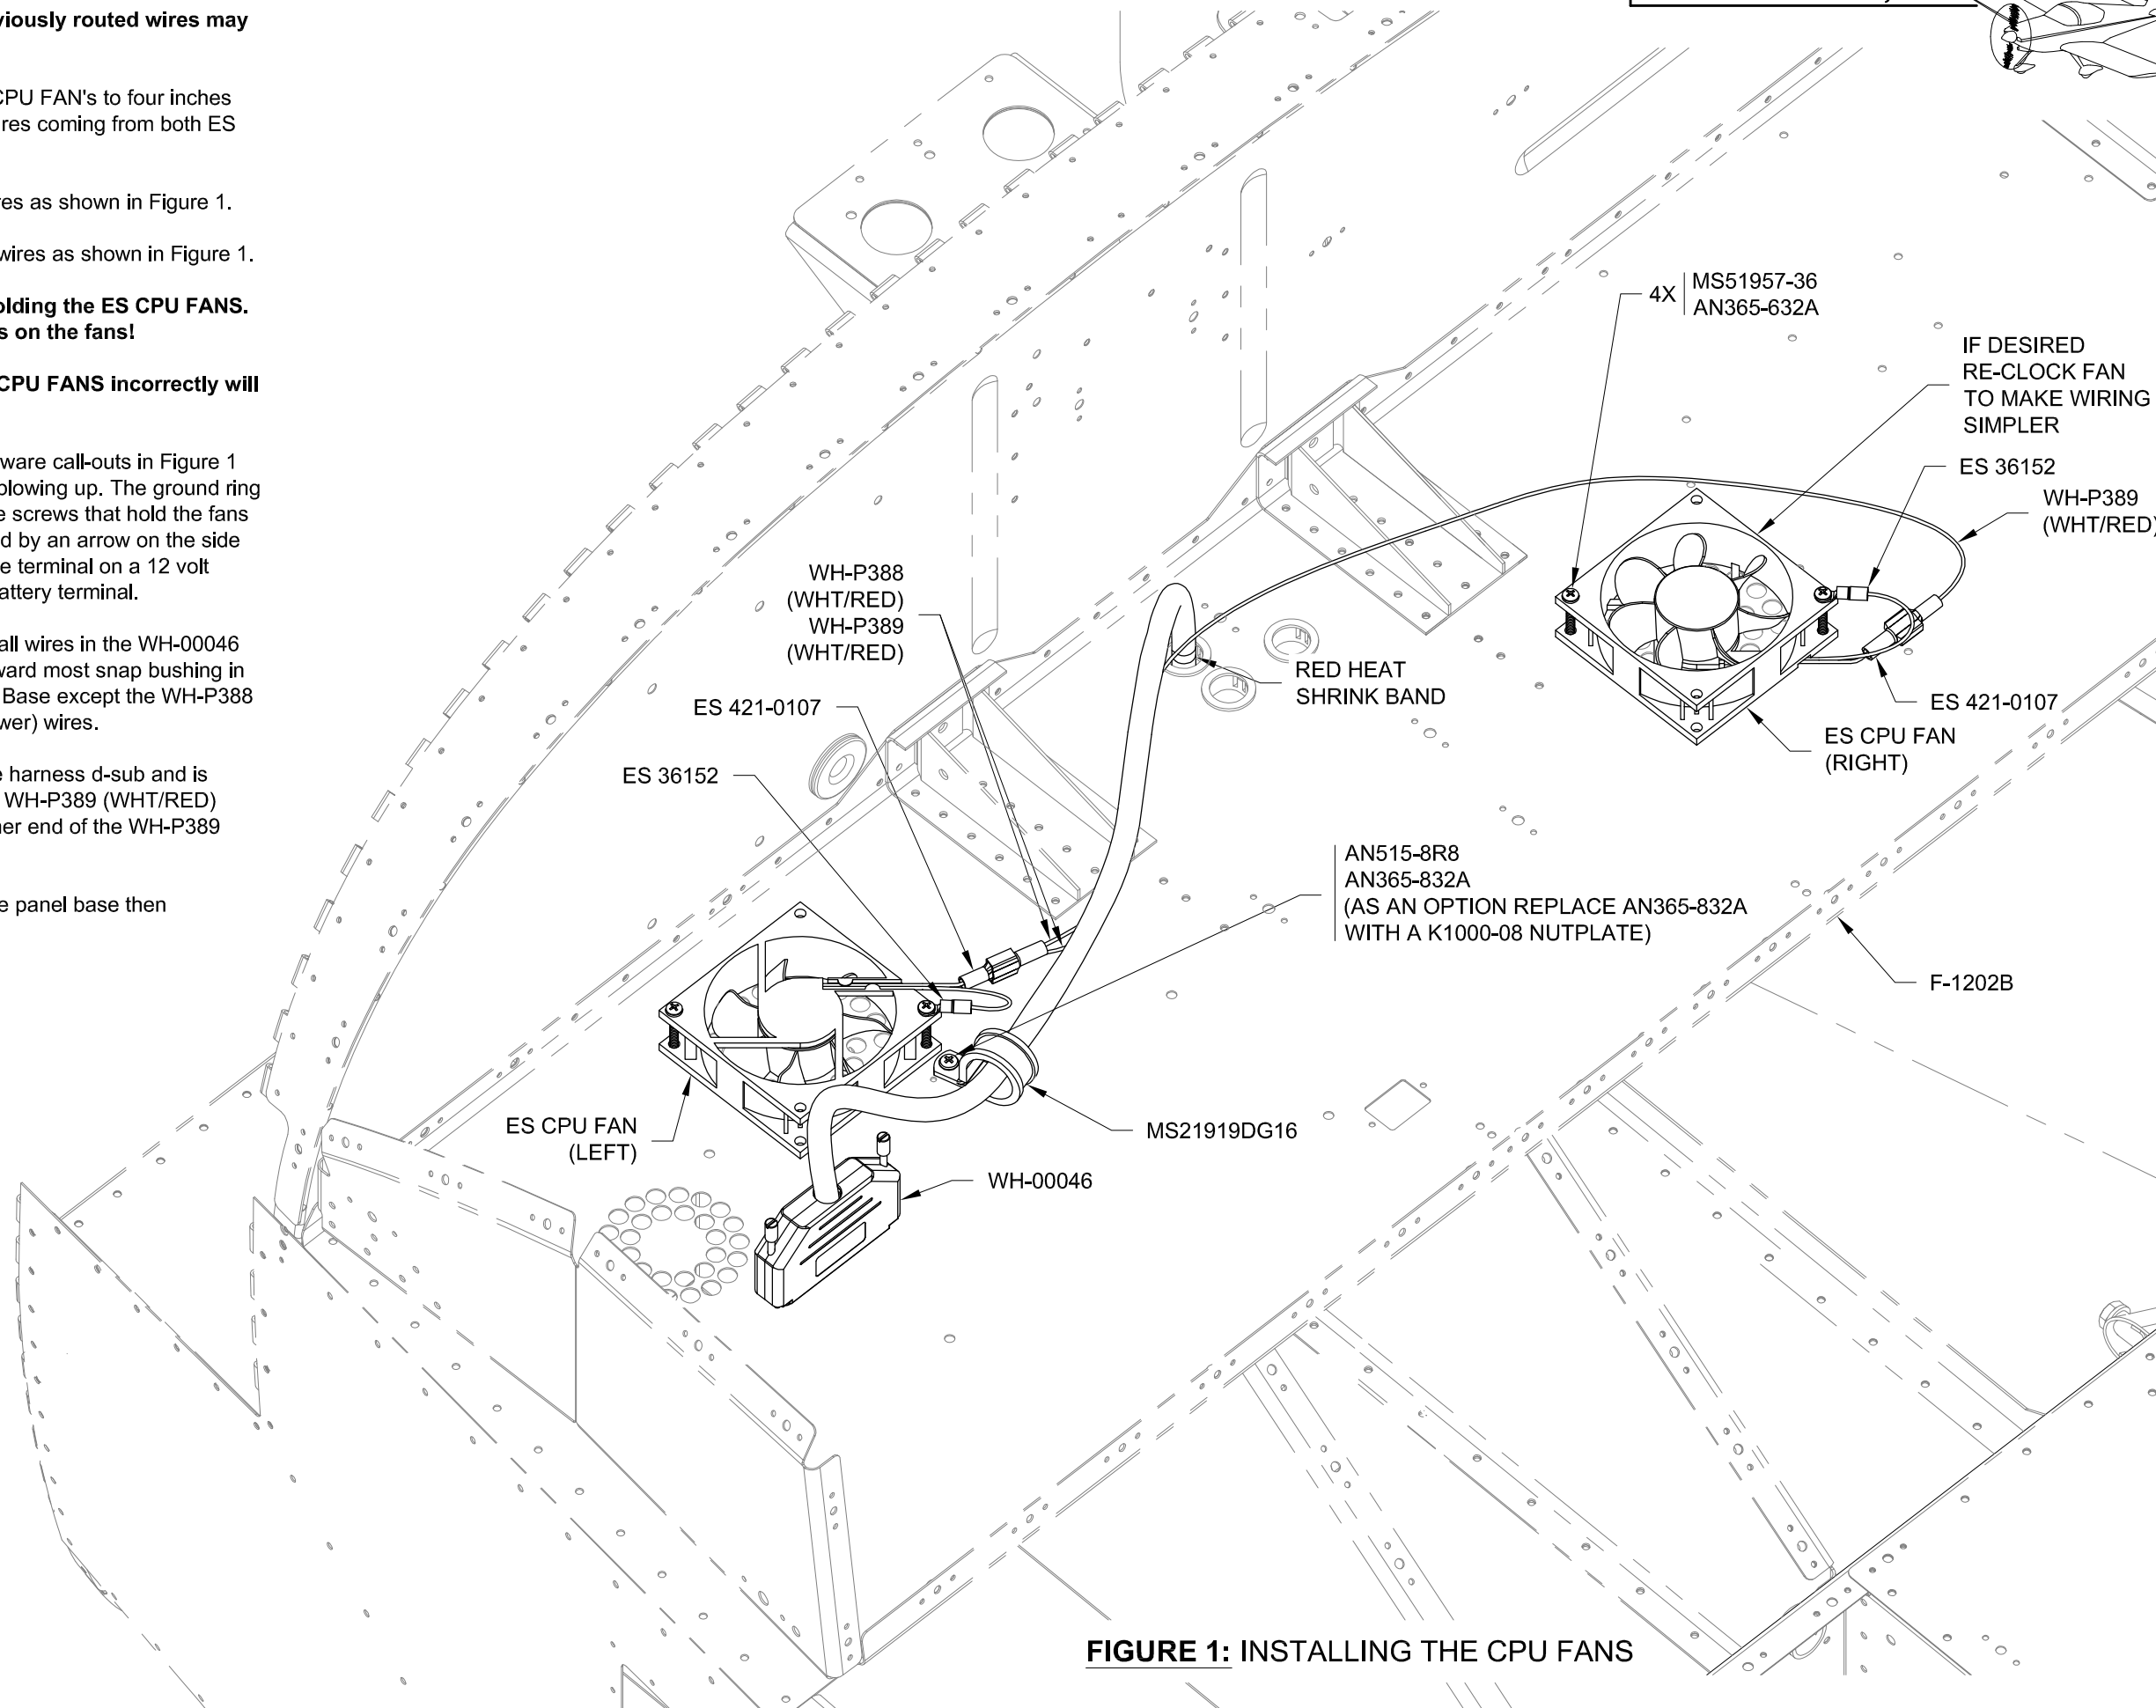 viously routed wires may
CPU FAN's to four inches
res coming from both ES
res as shown in Figure 1.
wires as shown in Figure 1.
olding the ES CPU FANS.
s on the fans!
CPU FANS incorrectly will
ware call-outs in Figure 1
blowing up. The ground ring
e screws that hold the fans
d by an arrow on the side
e terminal on a 12 volt
attery terminal.
all wires in the WH-00046
ward most snap bushing in
Base except the WH-P388
wer) wires.
e harness d-sub and is
WH-P389 (WHT/RED)
ner end of the WH-P389
e panel base then
4X
MS51957-36
AN365-632A
IF DESIRED
RE-CLOCK FAN
TO MAKE WIRING
SIMPLER
ES 36152
WH-P389
(WHT/RED)
WH-P388
(WHT/RED)
WH-P389
(WHT/RED)
RED HEAT
SHRINK BAND
ES 421-0107
ES 421-0107
ES CPU FAN
(RIGHT)
ES 36152
AN515-8R8
AN365-832A
(AS AN OPTION REPLACE AN365-832A
WITH A K1000-08 NUTPLATE)
F-1202B
ES CPU FAN
(LEFT)
MS21919DG16
WH-00046
FIGURE 1: INSTALLING THE CPU FANS